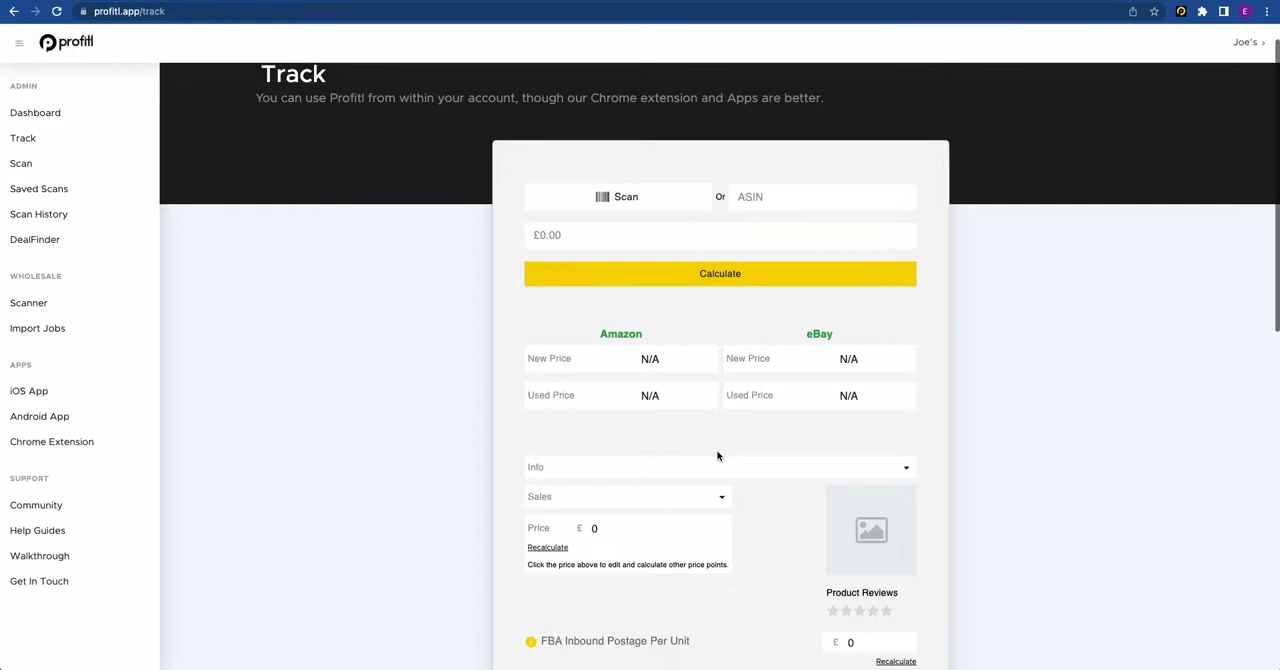 profitl.app/track
E
profitl
Joe's ›
ADMIN
Dashboard
Track
Scan
Saved Scans
Scan History
DealFinder
WHOLESALE
Scanner
Import Jobs
APPS
iOS App
Android App
Chrome Extension
SUPPORT
Community
Help Guides
Walkthrough
Get In Touch
Track
You can use Profitl from within your account, though our Chrome extension and Apps are better.
Scan Or ASIN
£0.00
Calculate
Amazon eBay
New Price N/A New Price N/A
Used Price N/A Used Price N/A
Info
Sales
Price £ 0
Recalculate
Click the price above to edit and calculate other price points.
Product Reviews
FBA Inbound Postage Per Unit £ 0
Recalculate